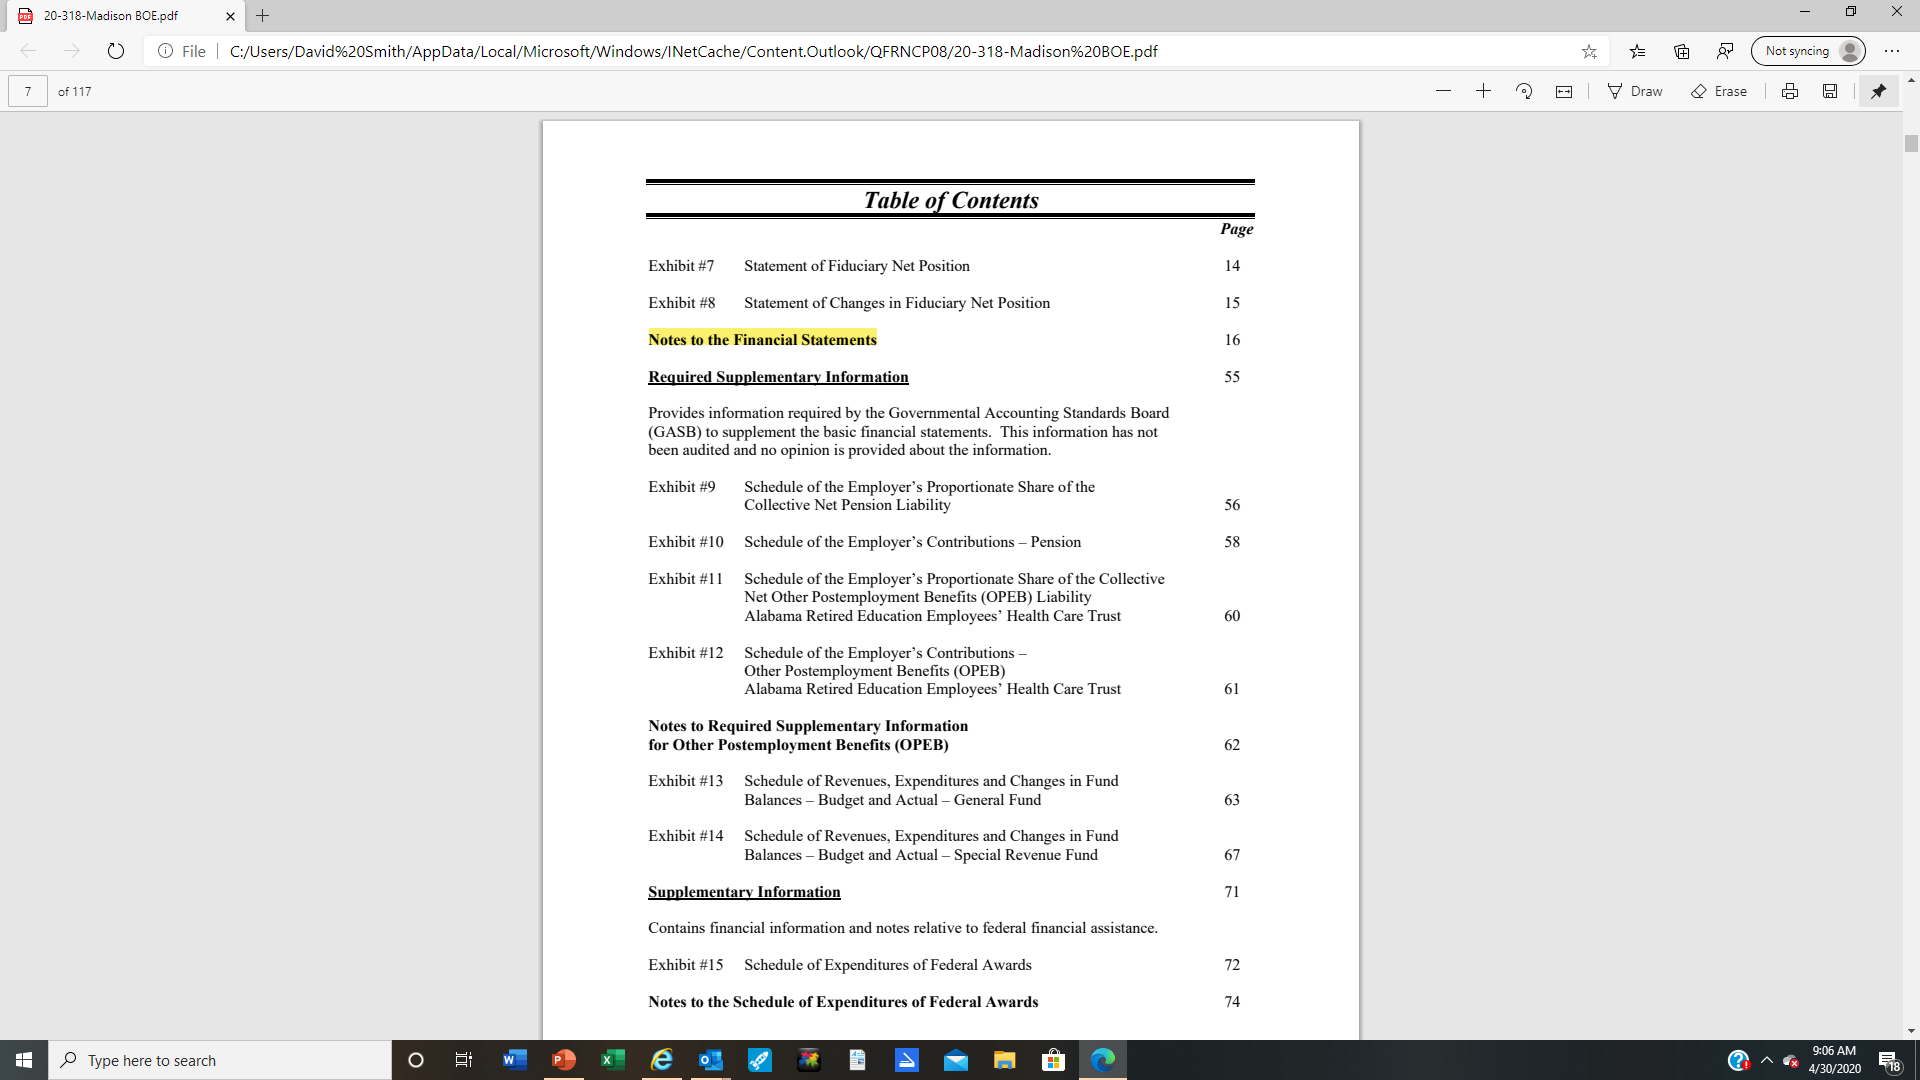 20-318-Madison BOE.pdf
File
C:/Users/David%20Smith/AppData/Local/Microsoft/Windows/INetCache/Content.Outlook/QFRNCP08/20-318-Madison%20BOE.pdf
Not syncing
7 of 117
Draw
Erase
Table of Contents
Page
Exhibit #7 Statement of Fiduciary Net Position 14
Exhibit #8 Statement of Changes in Fiduciary Net Position 15
Notes to the Financial Statements 16
Required Supplementary Information 55
Provides information required by the Governmental Accounting Standards Board
(GASB) to supplement the basic financial statements. This information has not
been audited and no opinion is provided about the information.
Exhibit #9 Schedule of the Employer’s Proportionate Share of the
Collective Net Pension Liability 56
Exhibit #10 Schedule of the Employer’s Contributions – Pension 58
Exhibit #11 Schedule of the Employer’s Proportionate Share of the Collective
Net Other Postemployment Benefits (OPEB) Liability
Alabama Retired Education Employees’ Health Care Trust 60
Exhibit #12 Schedule of the Employer’s Contributions –
Other Postemployment Benefits (OPEB)
Alabama Retired Education Employees’ Health Care Trust 61
Notes to Required Supplementary Information
for Other Postemployment Benefits (OPEB) 62
Exhibit #13 Schedule of Revenues, Expenditures and Changes in Fund
Balances – Budget and Actual – General Fund 63
Exhibit #14 Schedule of Revenues, Expenditures and Changes in Fund
Balances – Budget and Actual – Special Revenue Fund 67
Supplementary Information 71
Contains financial information and notes relative to federal financial assistance.
Exhibit #15 Schedule of Expenditures of Federal Awards 72
Notes to the Schedule of Expenditures of Federal Awards 74
Type here to search
9:06 AM
4/30/2020
18